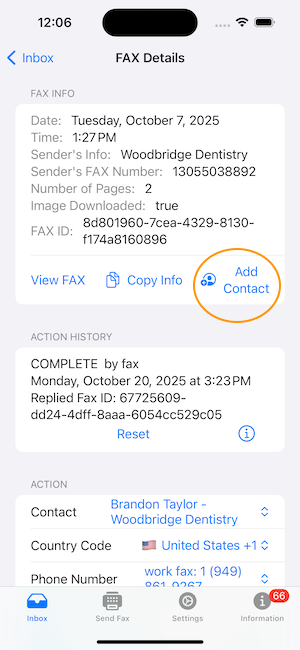 12:06
Inbox
FAX Details
FAX INFO
Date: Tuesday, October 7, 2025
Time: 1:27 PM
Sender's Info: Woodbridge Dentistry
Sender's FAX Number: 13055038892
Number of Pages: 2
Image Downloaded: true
FAX ID: 8d801960-7cea-4329-8130-
f174a8160896
View FAX
Copy Info
Add
Contact
ACTION HISTORY
COMPLETE by fax
Monday, October 20, 2025 at 3:23 PM
Replied Fax ID: 67725609-
dd24-4dff-8aaa-6054cc529c05
Reset
ACTION
Contact Brandon Taylor -
Woodbridge Dentistry
Country Code United States +1
Phone Number work fax: 1 (949)
861-9267
66
Inbox
Send Fax
Settings
Information